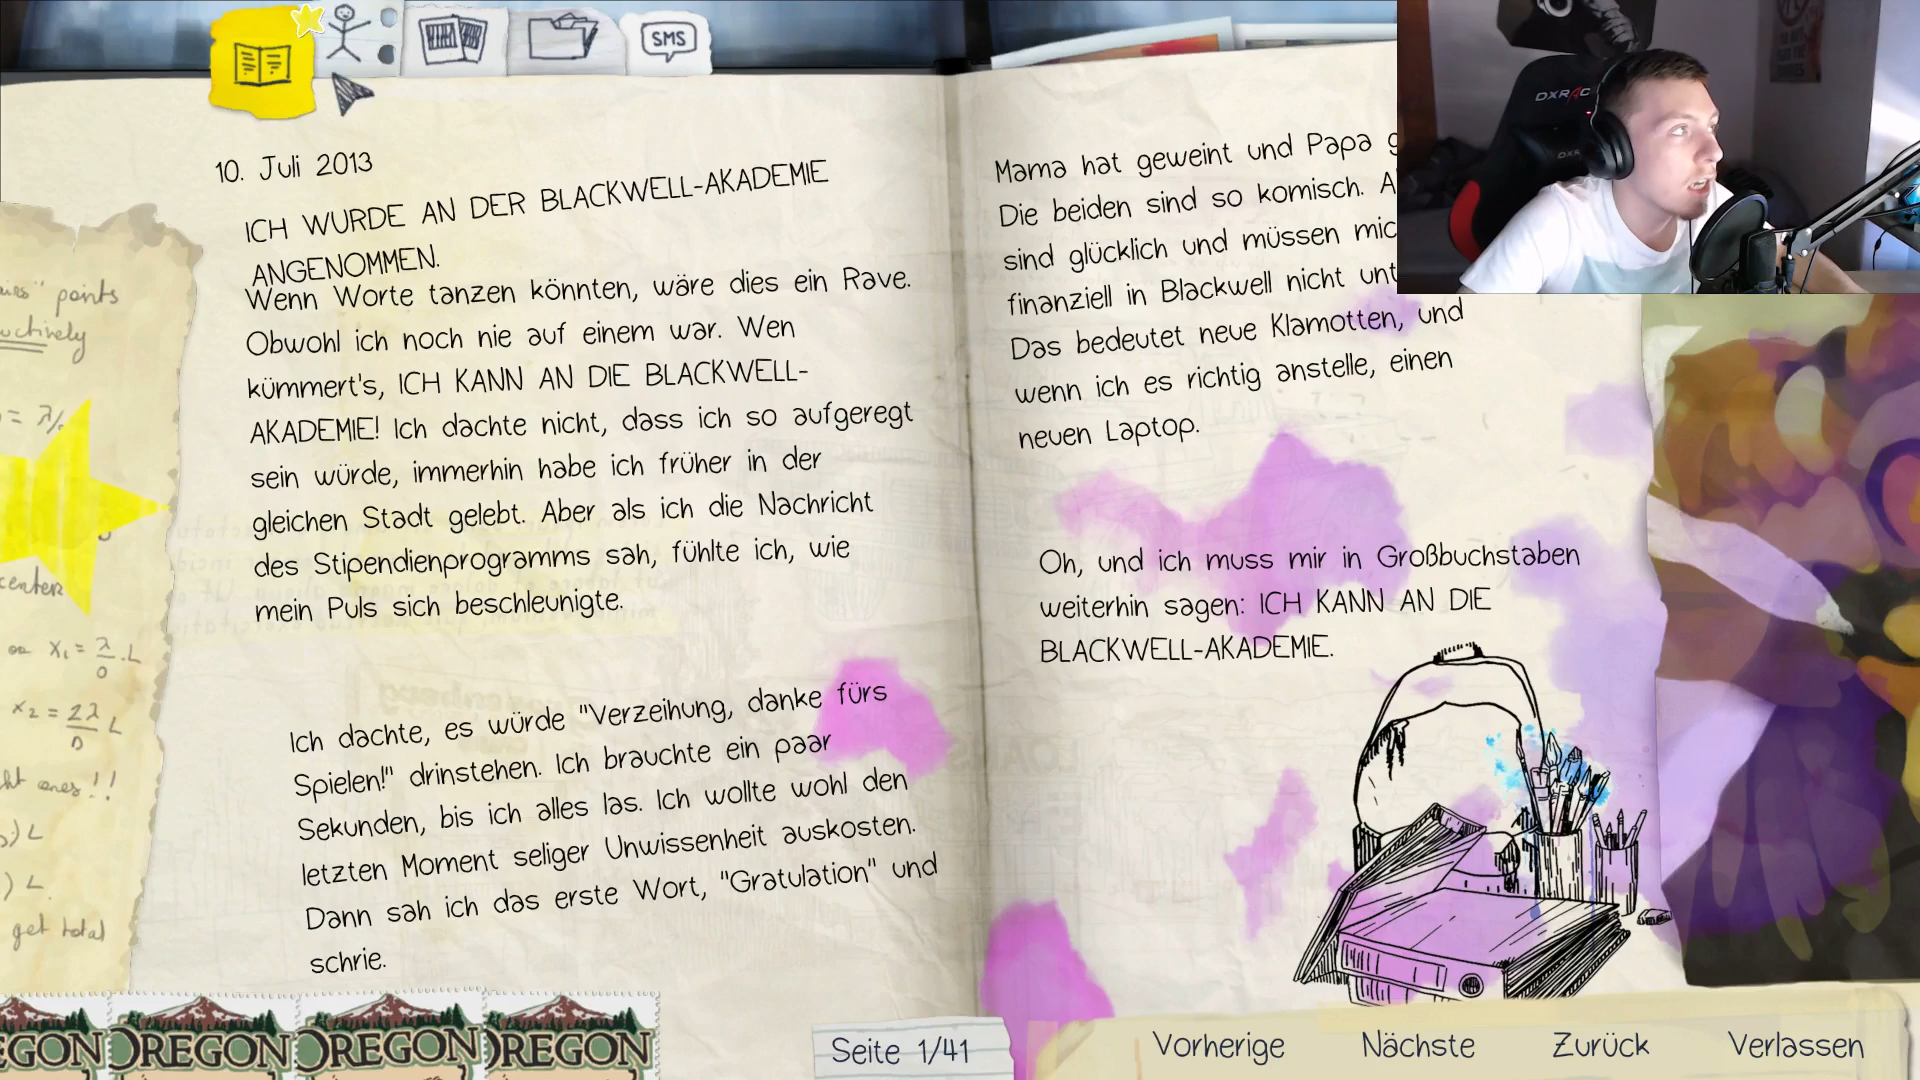 SMS
10. Juli 2013
ICH WURDE AN DER BLACKWELL-AKADEMIE
ANGENOMMEN.
Wenn Worte tanzen könnten, wäre dies ein Rave.
Obwohl ich noch nie auf einem war. Wen
kümmert's, ICH KANN AN DIE BLACKWELL-
AKADEMIE! Ich dachte nicht, dass ich so aufgeregt
sein würde, immerhin habe ich früher in der
gleichen Stadt gelebt. Aber als ich die Nachricht
des Stipendienprogramms sah, fühlte ich, wie
mein Puls sich beschleunigte.
Ich dachte, es würde "Verzeihung, danke fürs
Spielen!" drinstehen. Ich brauchte ein paar
Sekunden, bis ich alles las. Ich wollte wohl den
letzten Moment seliger Unwissenheit auskosten.
Dann sah ich das erste Wort, "Gratulation" und
schrie.
Mama hat geweint und Papa
Die beiden sind so komisch.
sind glücklich und müssen
finanziell in Blackwell nicht
Das bedeutet neue Klamotten, und
wenn ich es richtig anstelle, einen
neuen Laptop.
Oh, und ich muss mir in Großbuchstaben
weiterhin sagen: ICH KANN AN DIE
BLACKWELL-AKADEMIE.
points
get total
OREGON OREGON OREGON
Seite 1/41
Vorherige Nächste Zurück Verlassen
DXRACER